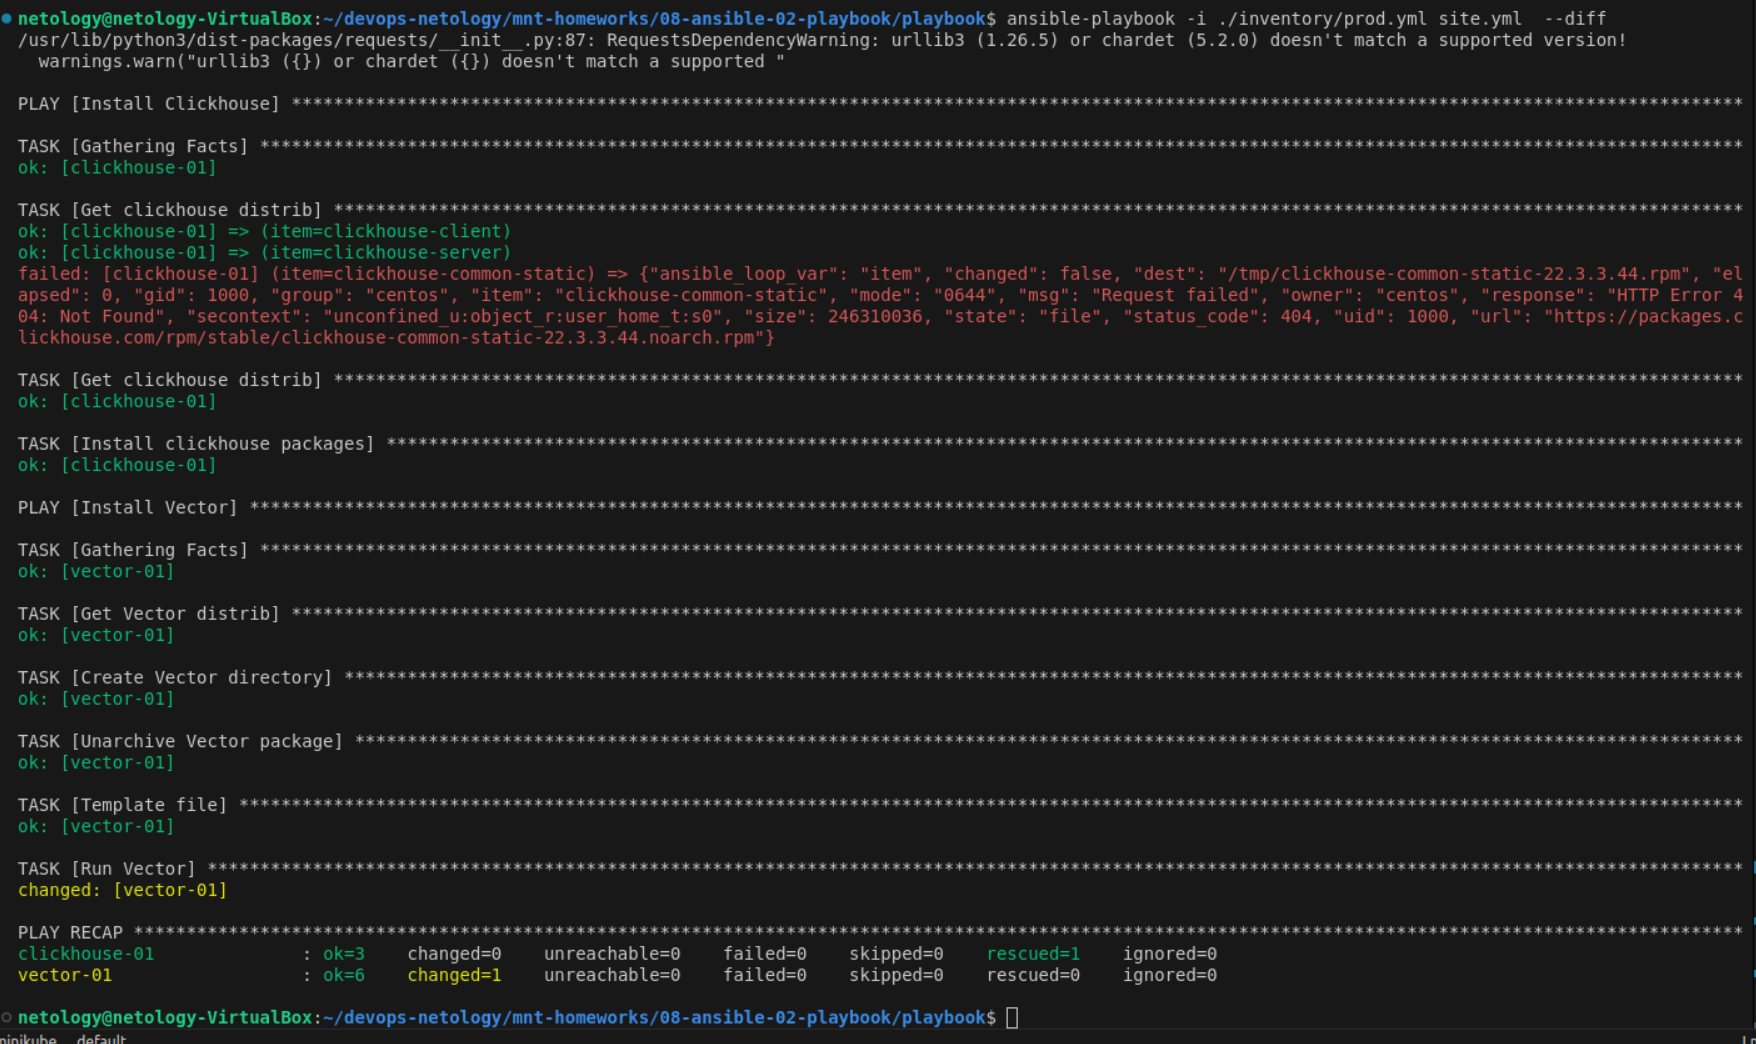 netology@netology-VirtualBox:~/devops-netology/mnt-homeworks/08-ansible-02-playbook/playbook$ ansible-playbook -i ./inventory/prod.yml site.yml  --diff
/usr/lib/python3/dist-packages/requests/__init__.py:87: RequestsDependencyWarning: urllib3 (1.26.5) or chardet (5.2.0) doesn't match a supported version!
  warnings.warn("urllib3 ({}) or chardet ({}) doesn't match a supported "
PLAY [Install Clickhouse] ******************************************************************************************************************************************
TASK [Gathering Facts] *********************************************************************************************************************************************
ok: [clickhouse-01]
TASK [Get clickhouse distrib] **************************************************************************************************************************************
ok: [clickhouse-01] => (item=clickhouse-client)
ok: [clickhouse-01] => (item=clickhouse-server)
failed: [clickhouse-01] (item=clickhouse-common-static) => {"ansible_loop_var": "item", "changed": false, "dest": "/tmp/clickhouse-common-static-22.3.3.44.rpm", "el
apsed": 0, "gid": 1000, "group": "centos", "item": "clickhouse-common-static", "mode": "0644", "msg": "Request failed", "owner": "centos", "response": "HTTP Error 4
04: Not Found", "secontext": "unconfined_u:object_r:user_home_t:s0", "size": 246310036, "state": "file", "status_code": 404, "uid": 1000, "url": "https://packages.c
lickhouse.com/rpm/stable/clickhouse-common-static-22.3.3.44.noarch.rpm"}
TASK [Get clickhouse distrib] **************************************************************************************************************************************
ok: [clickhouse-01]
TASK [Install clickhouse packages] *********************************************************************************************************************************
ok: [clickhouse-01]
PLAY [Install Vector] **********************************************************************************************************************************************
TASK [Gathering Facts] *********************************************************************************************************************************************
ok: [vector-01]
TASK [Get Vector distrib] ******************************************************************************************************************************************
ok: [vector-01]
TASK [Create Vector directory] *************************************************************************************************************************************
ok: [vector-01]
TASK [Unarchive Vector package] ************************************************************************************************************************************
ok: [vector-01]
TASK [Template file] ***********************************************************************************************************************************************
ok: [vector-01]
TASK [Run Vector] **************************************************************************************************************************************************
changed: [vector-01]
PLAY RECAP *********************************************************************************************************************************************************
clickhouse-01              : ok=3    changed=0    unreachable=0    failed=0    skipped=0    rescued=1    ignored=0
vector-01                  : ok=6    changed=1    unreachable=0    failed=0    skipped=0    rescued=0    ignored=0
netology@netology-VirtualBox:~/devops-netology/mnt-homeworks/08-ansible-02-playbook/playbook$
minikube  default